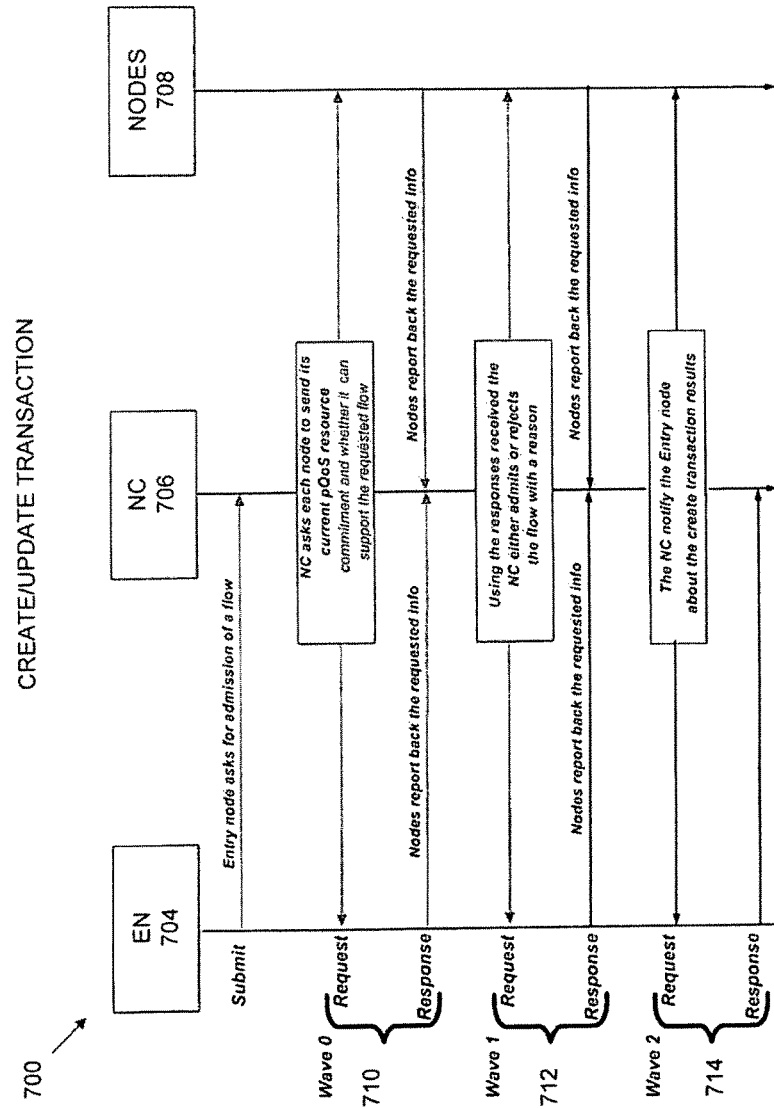 CREATE/UPDATE TRANSACTION
700
EN
704
NC
706
NODES
708
Submit
Entry node asks for admission of a flow
Wave 0
710
Request
NC asks each node to send its
current pQoS resource
commitment and whether it can
support the requested flow
Response
Nodes report back the requested info
Nodes report back the requested info
Wave 1
712
Request
Using the responses received the
NC either admits or rejects
the flow with a reason
Response
Nodes report back the requested info
Nodes report back the requested info
Wave 2
714
Request
The NC notify the Entry node
about the create transaction results
Response